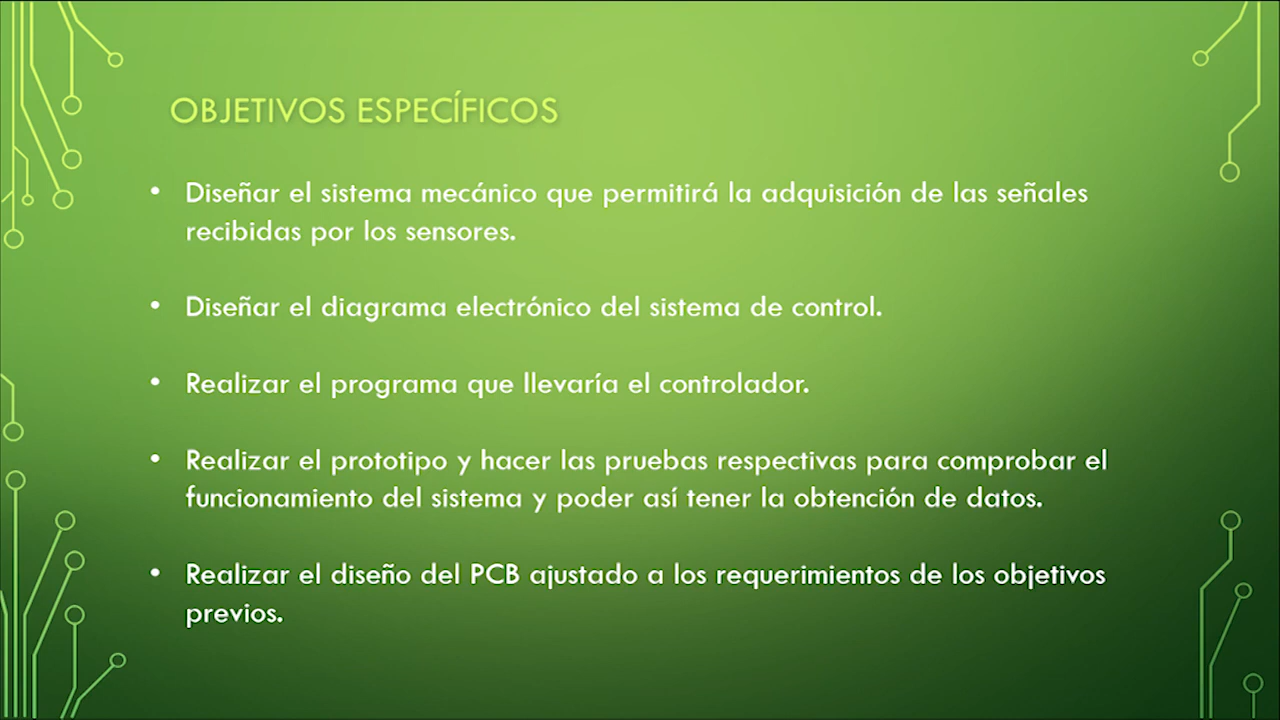 OBJETIVOS ESPECÍFICOS
• Diseñar el sistema mecánico que permitirá la adquisición de las señales
recibidas por los sensores.
• Diseñar el diagrama electrónico del sistema de control.
• Realizar el programa que llevaría el controlador.
• Realizar el prototipo y hacer las pruebas respectivas para comprobar el
funcionamiento del sistema y poder así tener la obtención de datos.
• Realizar el diseño del PCB ajustado a los requerimientos de los objetivos
previos.